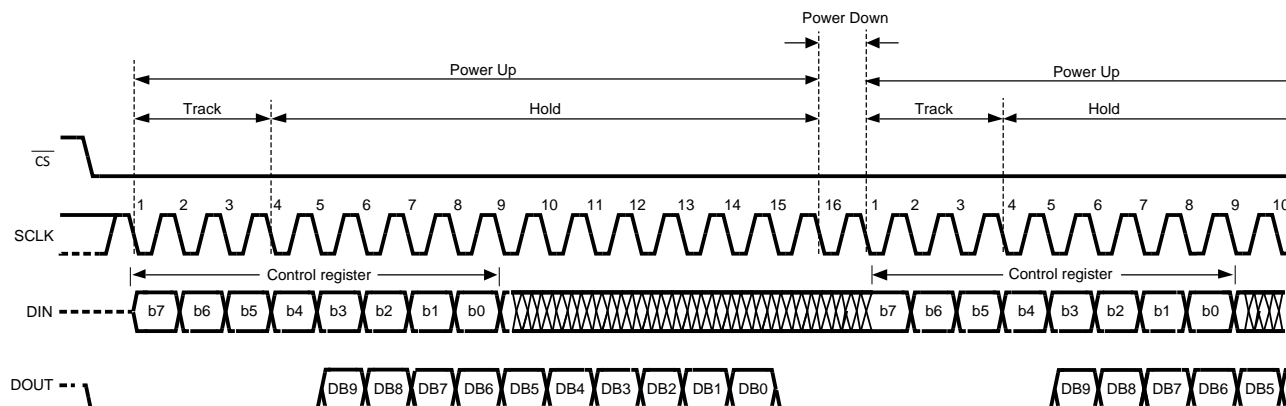 Power Down
Power Up
Power Up
Track
Hold
Track
Hold
CS
1 2 3 4 5 6 7 8 9 10 11 12 13 14 15 16 1 2 3 4 5 6 7 8 9 10
SCLK
Control register
Control register
DIN
b7 b6 b5 b4 b3 b2 b1 b0 b7 b6 b5 b4 b3 b2 b1 b0
DOUT
DB9 DB8 DB7 DB6 DB5 DB4 DB3 DB2 DB1 DB0 DB9 DB8 DB7 DB6 DB5